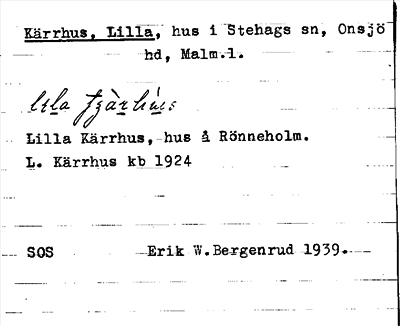 Kärrhus, Lilla, hus i Stehags sn, Onsjö
hd, Malm.l.
Lilla Kärrhus, hus å Rönneholm.
L. Kärrhus kb 1924
SOS Erik W.Bergenrud 1939.